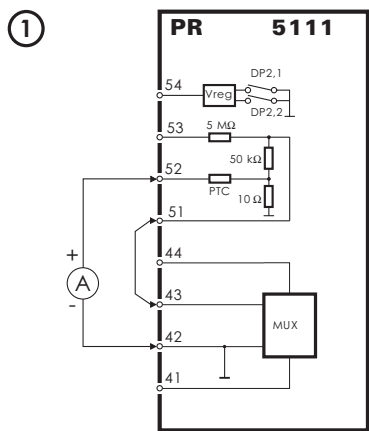 1
PR 5111
54
Vreg
DP2,1
DP2,2
53
5 MΩ
50 kΩ
52
PTC
10 Ω
51
44
+
A
-
43
MUX
42
41